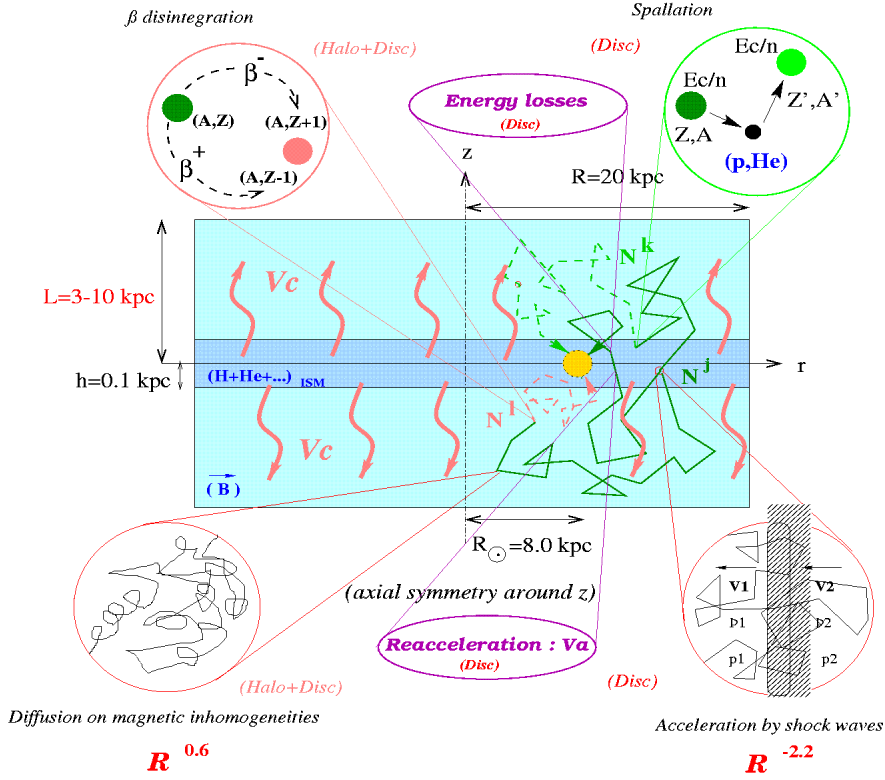 β disintegration
Spallation
(Halo+Disc)
(Disc)
β-
(A,Z)
(A,Z+1)
β+
(A,Z-1)
Energy losses
(Disc)
Ec/n
Ec/n
Z,A
Z',A'
(p,He)
z
R=20 kpc
Vc
N k
L=3-10 kpc
h=0.1 kpc
(H+He+...) ISM
r
N j
N l
Vc
( B )
R⊙=8.0 kpc
(axial symmetry around z)
V1
V2
þ1
þ2
p1
p2
Reacceleration : Va
(Disc)
(Halo+Disc)
(Disc)
Diffusion on magnetic inhomogeneities
Acceleration by shock waves
R 0.6
R -2.2